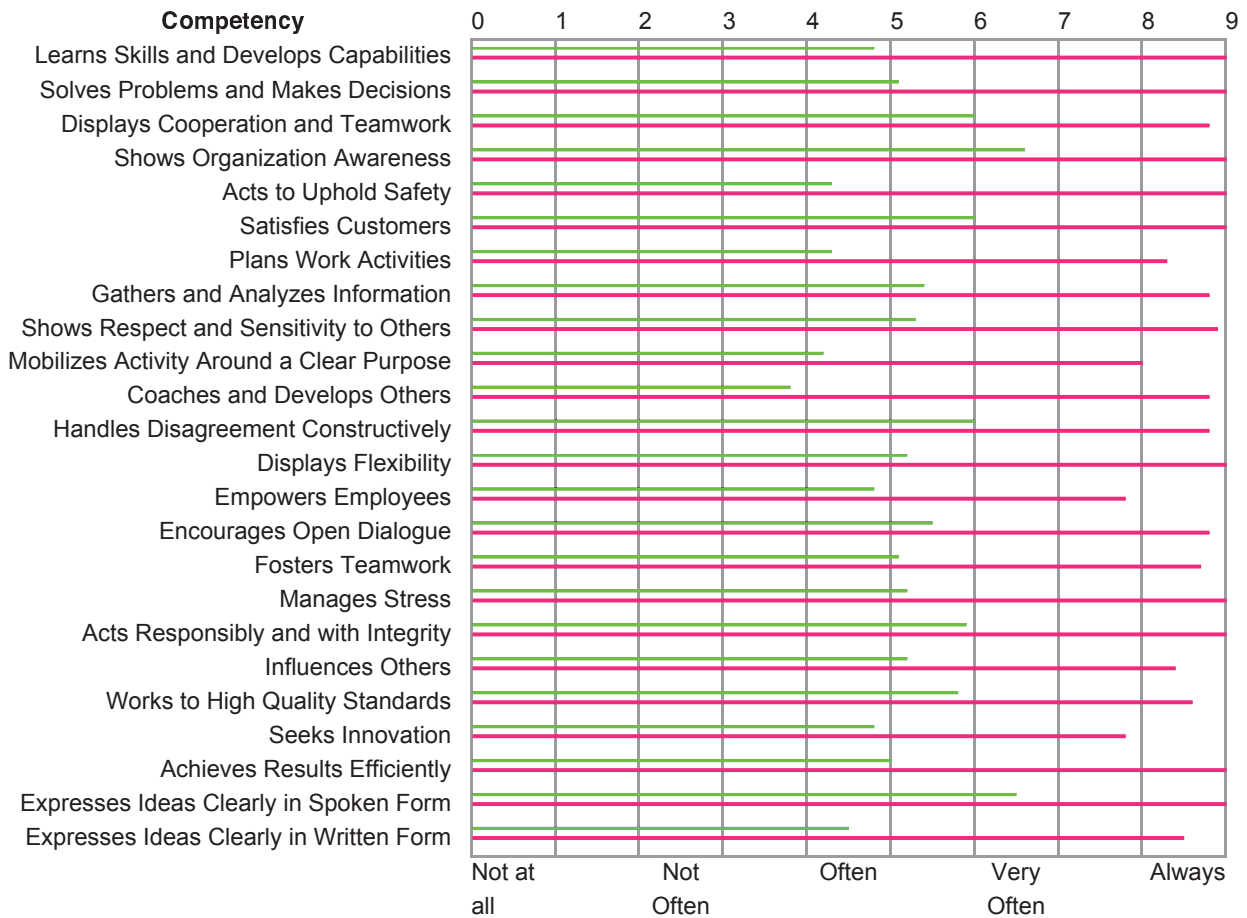 Competency 0 1 2 3 4 5 6 7 8 9
Learns Skills and Develops Capabilities
Solves Problems and Makes Decisions
Displays Cooperation and Teamwork
Shows Organization Awareness
Acts to Uphold Safety
Satisfies Customers
Plans Work Activities
Gathers and Analyzes Information
Shows Respect and Sensitivity to Others
Mobilizes Activity Around a Clear Purpose
Coaches and Develops Others
Handles Disagreement Constructively
Displays Flexibility
Empowers Employees
Encourages Open Dialogue
Fosters Teamwork
Manages Stress
Acts Responsibly and with Integrity
Influences Others
Works to High Quality Standards
Seeks Innovation
Achieves Results Efficiently
Expresses Ideas Clearly in Spoken Form
Expresses Ideas Clearly in Written Form
Not at Not Often Very Always
all Often Often